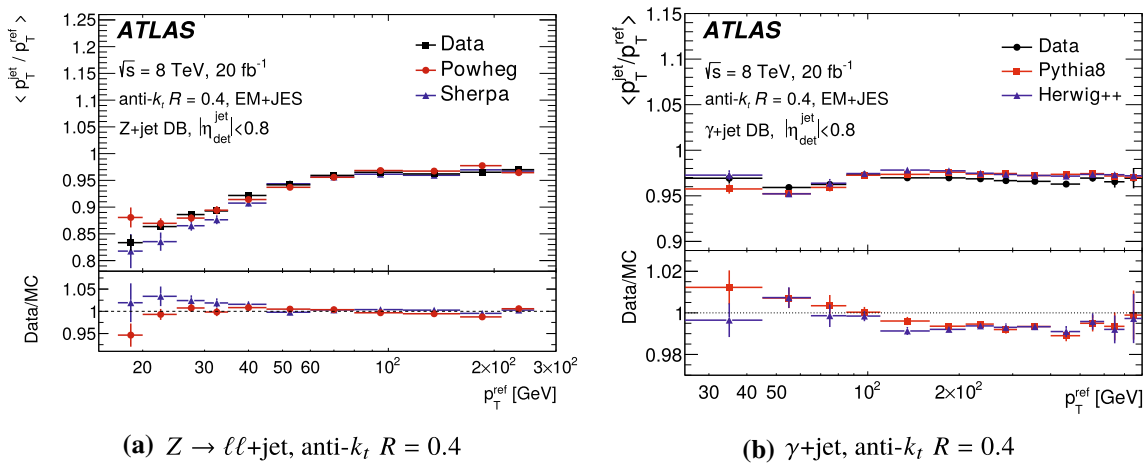 < p_T^jet / p_T^ref >
1.25
1.2
1.15
1.1
1.05
1
0.95
0.9
0.85
0.8
ATLAS
√s = 8 TeV, 20 fb⁻¹
anti-k_t R = 0.4, EM+JES
Z+jet DB, |η_det^jet|<0.8
Data
Powheg
Sherpa
Data/MC
1.05
1.00
0.95
20 30 40 50 60 10² 2×10² 3×10²
p_T^ref [GeV]
(a) Z → ℓℓ+jet, anti-k_t R = 0.4
<p_T^jet/p_T^ref>
1.15
1.1
1.05
1
0.95
0.9
ATLAS
√s = 8 TeV, 20 fb⁻¹
anti-k_t R = 0.4, EM+JES
γ+jet DB, |η_det^jet|<0.8
Data
Pythia8
Herwig++
Data/MC
1.02
1
0.98
30 40 50 10² 2×10²
p_T^ref [GeV]
(b) γ+jet, anti-k_t R = 0.4